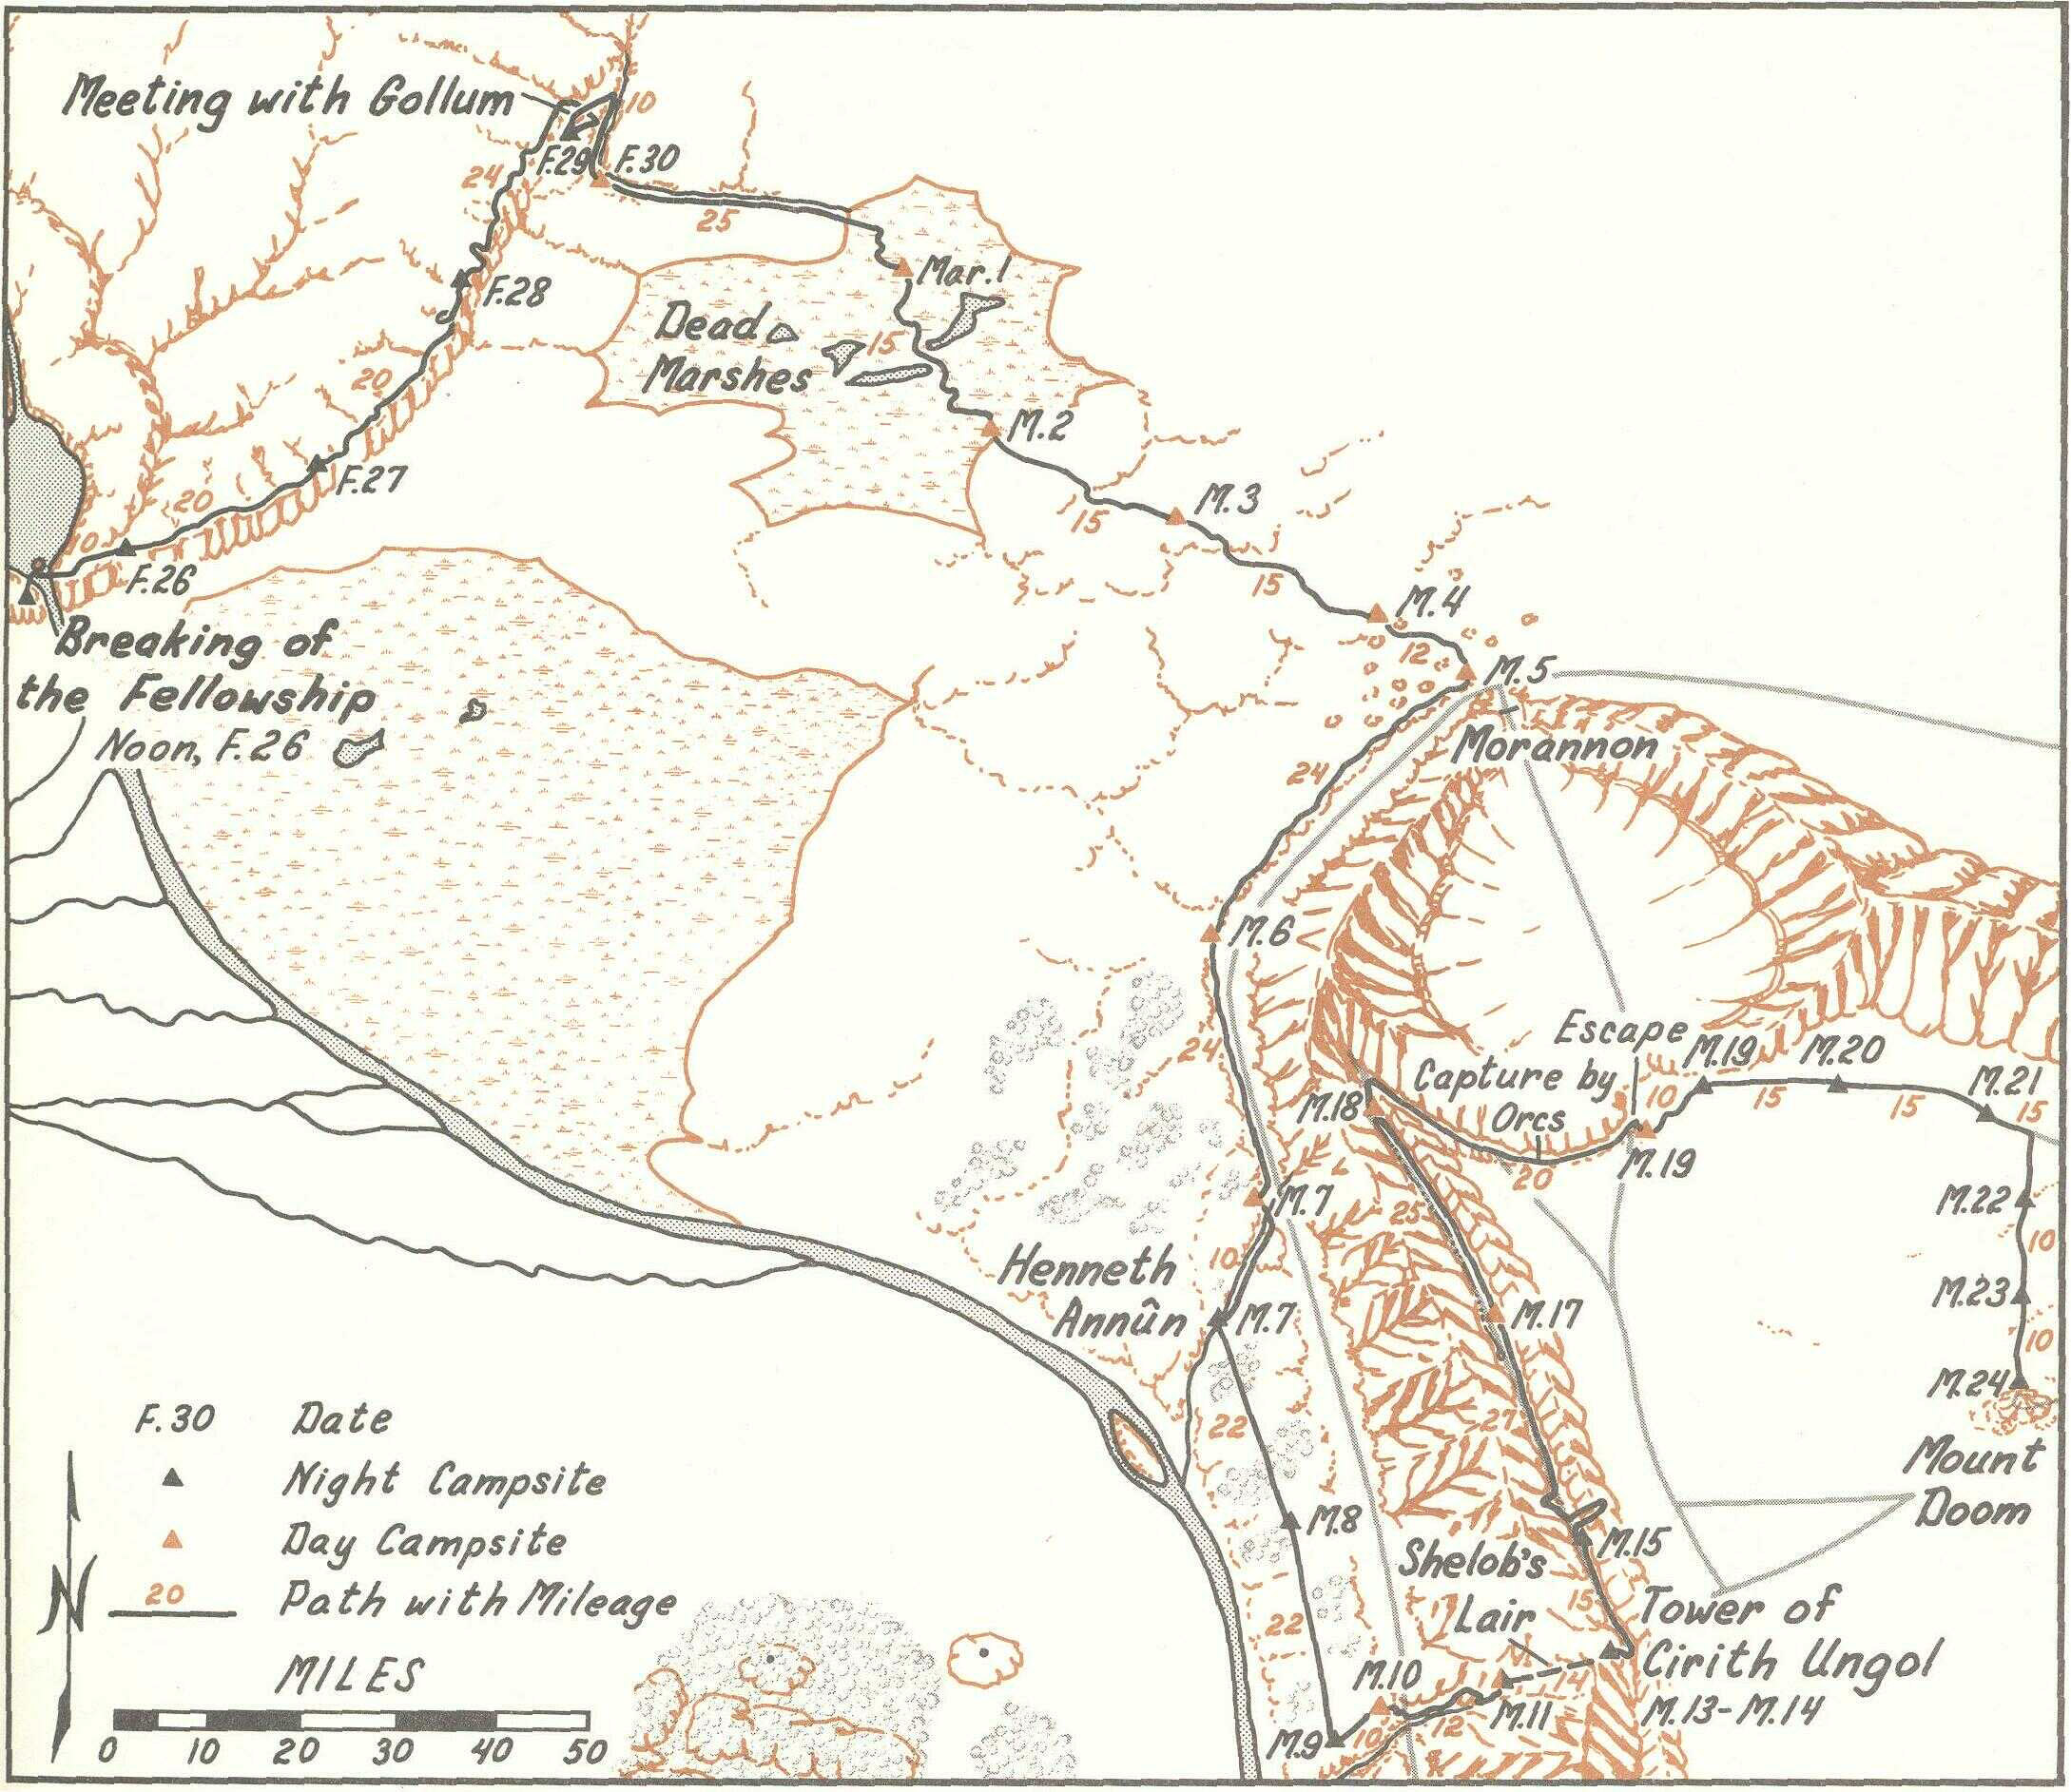 Meeting with Gollum
10
F.29
F.30
24
25
F.28
Mar.1
Dead
Marshes
15
20
M.2
F.27
20
M.3
15
10
F.26
15
M.4
Breaking of
the Fellowship
Noon, F.26
12
M.5
Morannon
24
M.6
Escape
M.19
M.20
24
Capture by
Orcs
M.18
10
15
15
M.21
15
M.19
20
M.7
25
M.22
10
10
Henneth
Annûn
M.7
M.17
M.23
10
M.24
22
27
Mount
Doom
M.8
M.15
Shelob's
Lair
15
Tower of
Cirith Ungol
M.13-M.14
22
M.10
14
M.11
12
10
M.9
F.30 Date
Night Campsite
Day Campsite
20 Path with Mileage
N
MILES
0 10 20 30 40 50